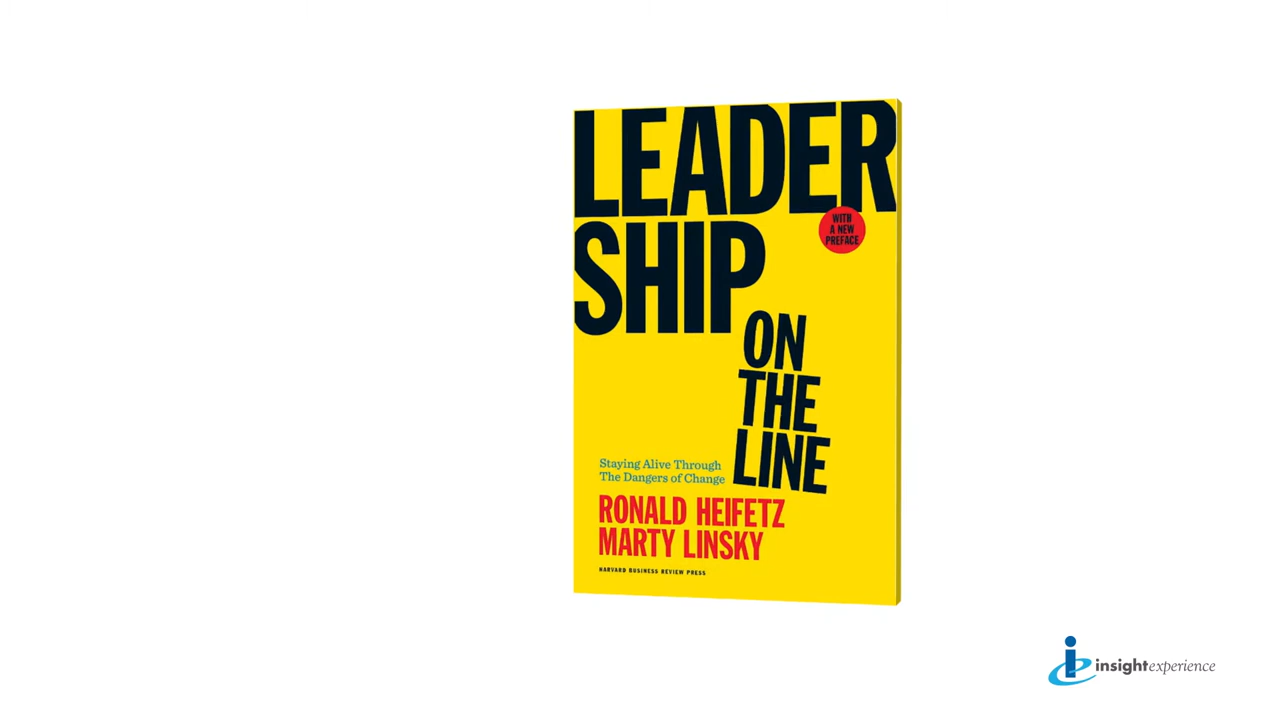 LEADER
SHIP
WITH
A NEW
PREFACE
ON
THE
LINE
Staying Alive Through
The Dangers of Change
RONALD HEIFETZ
MARTY LINSKY
HARVARD BUSINESS REVIEW PRESS
insightexperience